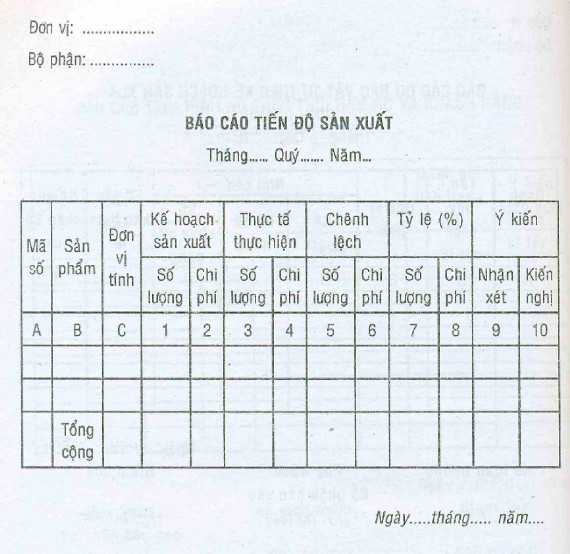 Đơn vị: .................
Bộ phận: ...............
BÁO CÁO TIẾN ĐỘ SẢN XUẤT
Tháng...... Quý....... Năm...
Mã số
Sản phẩm
Đơn vị tính
Kế hoạch sản xuất
Thực tế thực hiện
Chênh lệch
Tỷ lệ (%)
Ý kiến
Số lượng
Chi phí
Số lượng
Chi phí
Số lượng
Chi phí
Số lượng
Chi phí
Nhận xét
Kiến nghị
A B C 1 2 3 4 5 6 7 8 9 10
Tổng cộng
Ngày.....tháng..... năm....